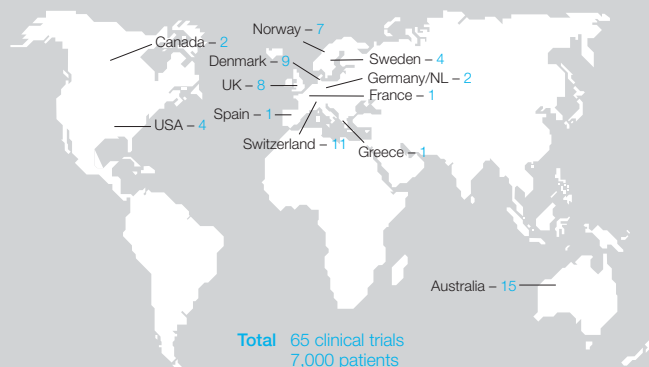 Norway – 7
Canada – 2
Denmark – 9
Sweden – 4
Germany/NL – 2
UK – 8
France – 1
Spain – 1
USA – 4
Switzerland – 11
Greece – 1
Australia – 15
Total 65 clinical trials
7,000 patients